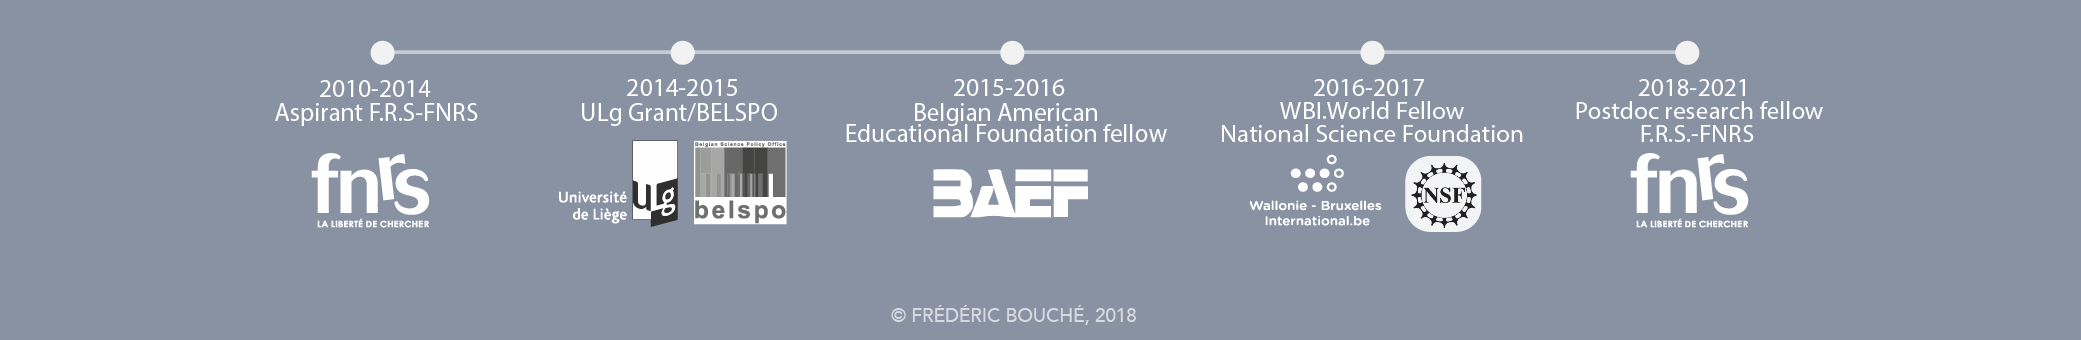 2010-2014
Aspirant F.R.S-FNRS
fnrs
LA LIBERTÉ DE CHERCHER
2014-2015
ULg Grant/BELSPO
Université
de Liège
ULg
Belgian Science Policy Office
belspo
2015-2016
Belgian American
Educational Foundation fellow
BAEF
2016-2017
WBI.World Fellow
National Science Foundation
Wallonie - Bruxelles
International.be
NSF
2018-2021
Postdoc research fellow
F.R.S.-FNRS
fnrs
LA LIBERTÉ DE CHERCHER
© FRÉDÉRIC BOUCHÉ, 2018